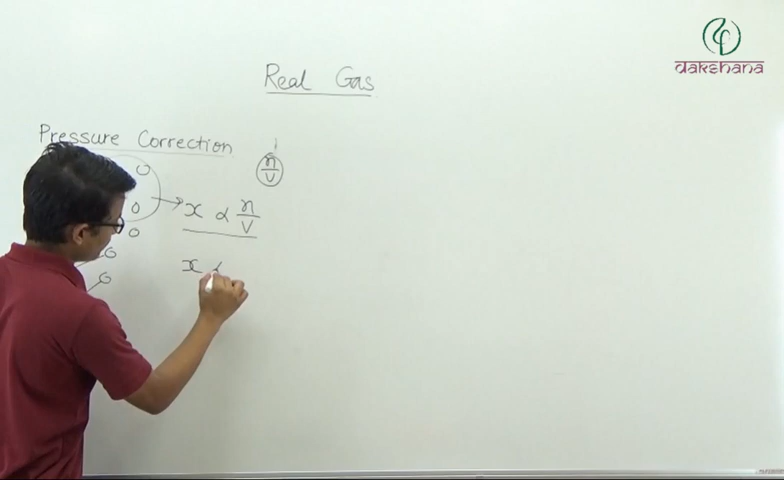 dakshana
Real Gas
Pressure Correction
n/V
x α n/V
x α